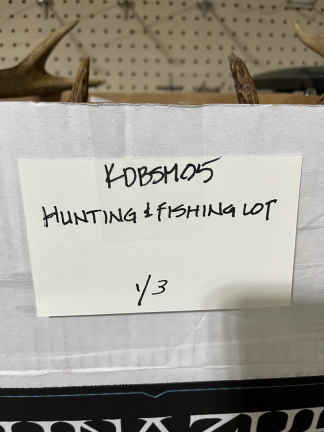 KDBSM05
HUNTING & FISHING LOT
1/3